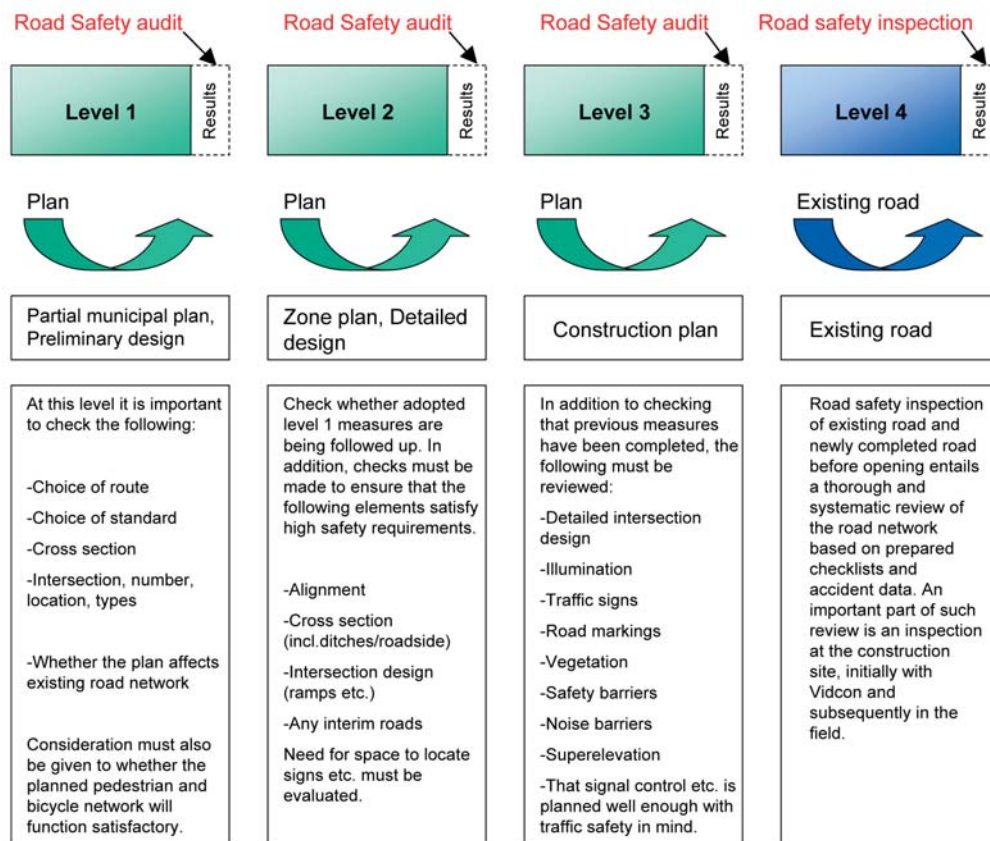 Road Safety audit
Level 1
Results
Plan
Partial municipal plan,
Preliminary design
At this level it is important
to check the following:
-Choice of route
-Choice of standard
-Cross section
-Intersection, number,
location, types
-Whether the plan affects
existing road network
Consideration must also
be given to whether the
planned pedestrian and
bicycle network will
function satisfactory.
Road Safety audit
Level 2
Results
Plan
Zone plan, Detailed
design
Check whether adopted
level 1 measures are
being followed up. In
addition, checks must be
made to ensure that the
following elements satisfy
high safety requirements.
-Alignment
-Cross section
(incl.ditches/roadside)
-Intersection design
(ramps etc.)
-Any interim roads
Need for space to locate
signs etc. must be
evaluated.
Road Safety audit
Level 3
Results
Plan
Construction plan
In addition to checking
that previous measures
have been completed, the
following must be
reviewed:
-Detailed intersection
design
-Illumination
-Traffic signs
-Road markings
-Vegetation
-Safety barriers
-Noise barriers
-Superelevation
-That signal control etc. is
planned well enough with
traffic safety in mind.
Road safety inspection
Level 4
Results
Existing road
Existing road
Road safety inspection
of existing road and
newly completed road
before opening entails
a thorough and
systematic review of
the road network
based on prepared
checklists and
accident data. An
important part of such
review is an inspection
at the construction
site, initially with
Vidcon and
subsequently in the
field.